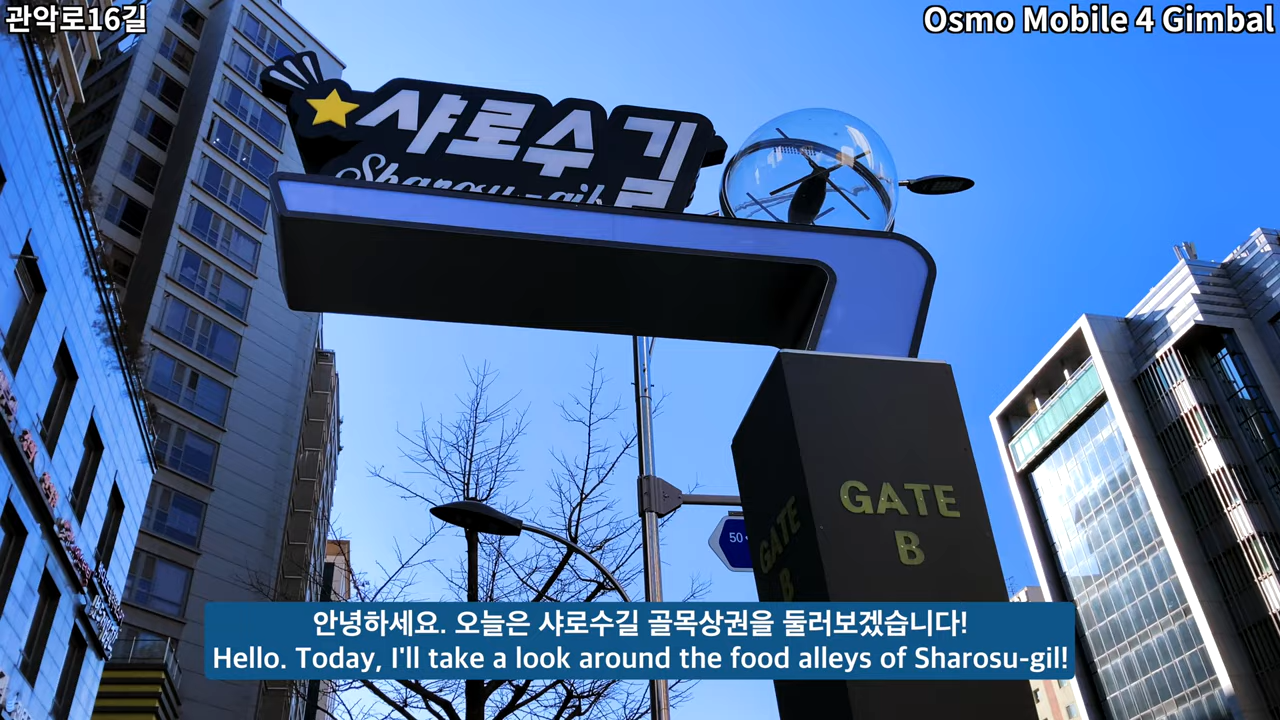 관악로16길
Osmo Mobile 4 Gimbal
샤로수길
Sharosu-gil
GATE
B
GATE
B
50
안녕하세요. 오늘은 샤로수길 골목상권을 둘러보겠습니다!
Hello. Today, I'll take a look around the food alleys of Sharosu-gil!